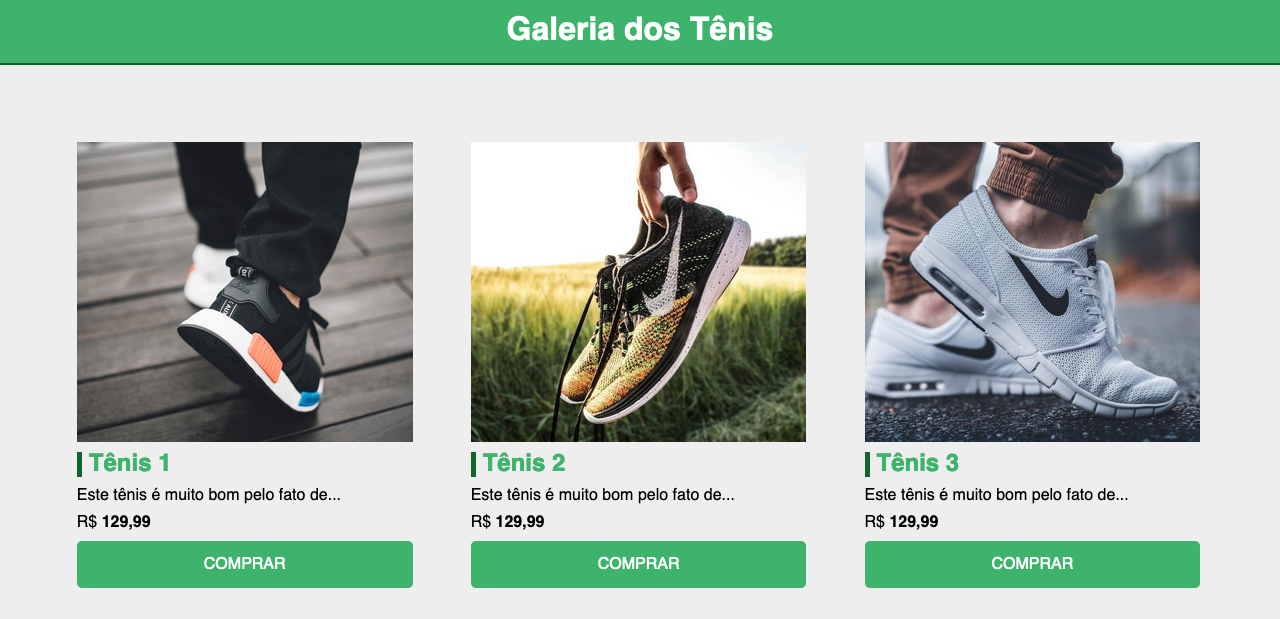 Galeria dos Tênis
Tênis 1
Este tênis é muito bom pelo fato de...
R$ 129,99
COMPRAR
Tênis 2
Este tênis é muito bom pelo fato de...
R$ 129,99
COMPRAR
Tênis 3
Este tênis é muito bom pelo fato de...
R$ 129,99
COMPRAR